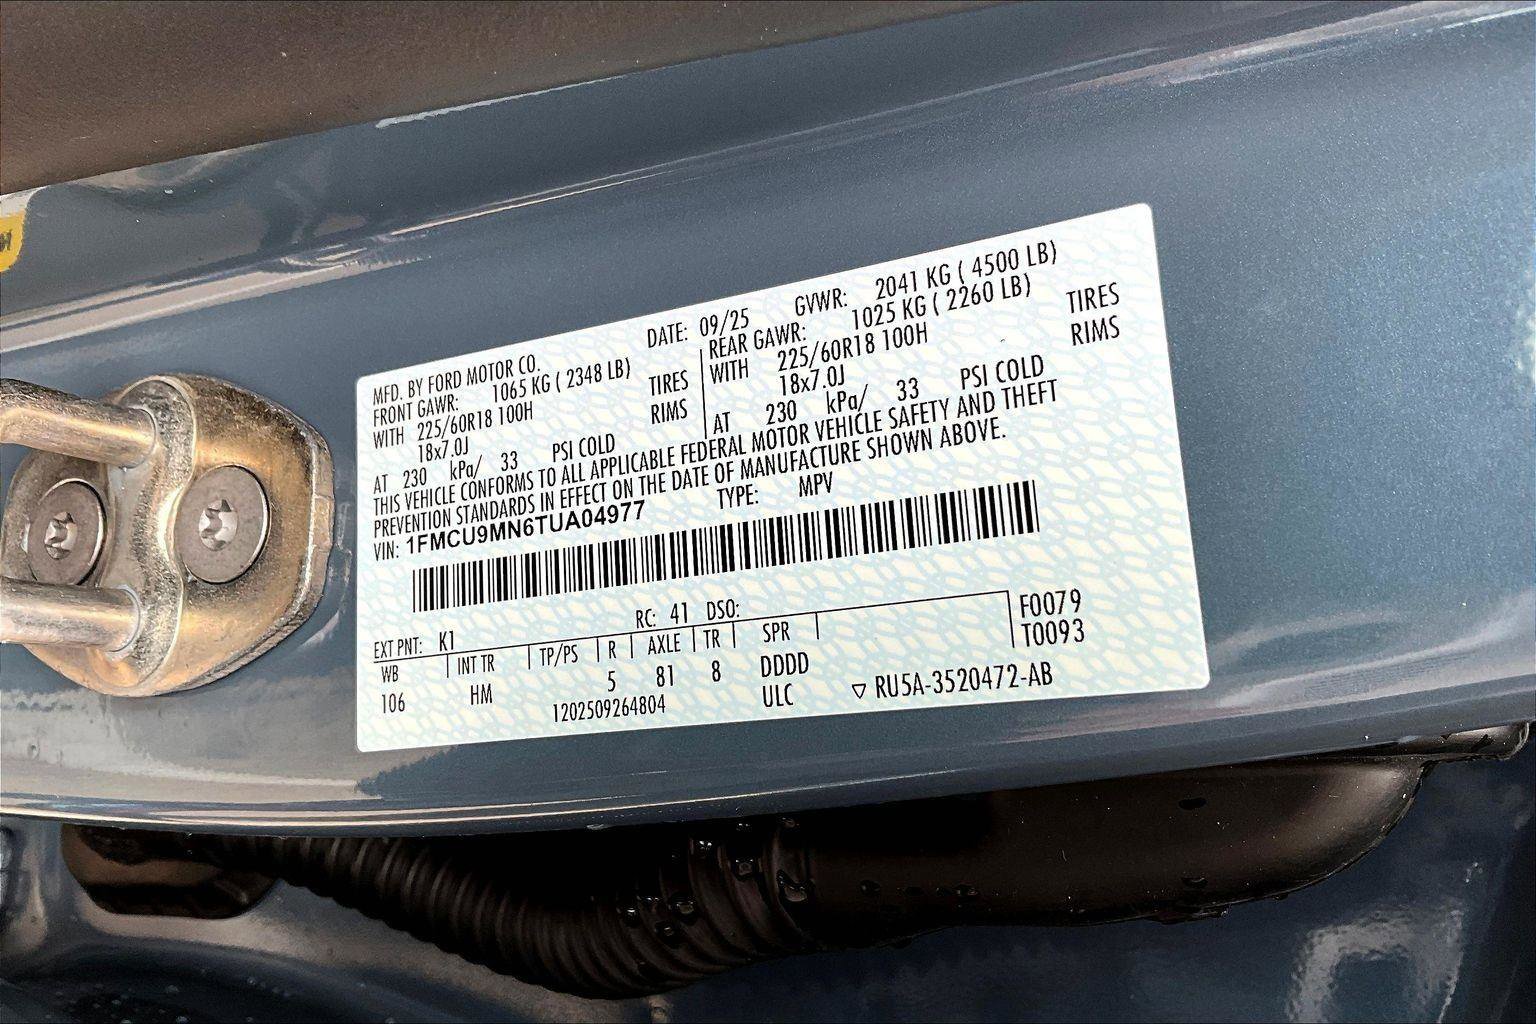 MFD. BY FORD MOTOR CO.
DATE: 09/25
GVWR: 2041 KG ( 4500 LB)
FRONT GAWR: 1065 KG ( 2348 LB)
WITH 225/60R18 100H TIRES
18x7.0J RIMS
AT 230 kPa/ 33 PSI COLD
REAR GAWR: 1025 KG ( 2260 LB)
WITH 225/60R18 100H TIRES
18x7.0J RIMS
AT 230 kPa/ 33 PSI COLD
THIS VEHICLE CONFORMS TO ALL APPLICABLE FEDERAL MOTOR VEHICLE SAFETY AND THEFT
PREVENTION STANDARDS IN EFFECT ON THE DATE OF MANUFACTURE SHOWN ABOVE.
VIN: 1FMCU9MN6TUA04977
TYPE: MPV
EXT PNT: K1 RC: 41 DSO:
F0079
T0093
WB INT TR TP/PS R AXLE TR SPR
106 HM 5 81 8 DDDD
1202509264804 ULC ▽ RU5A-3520472-AB